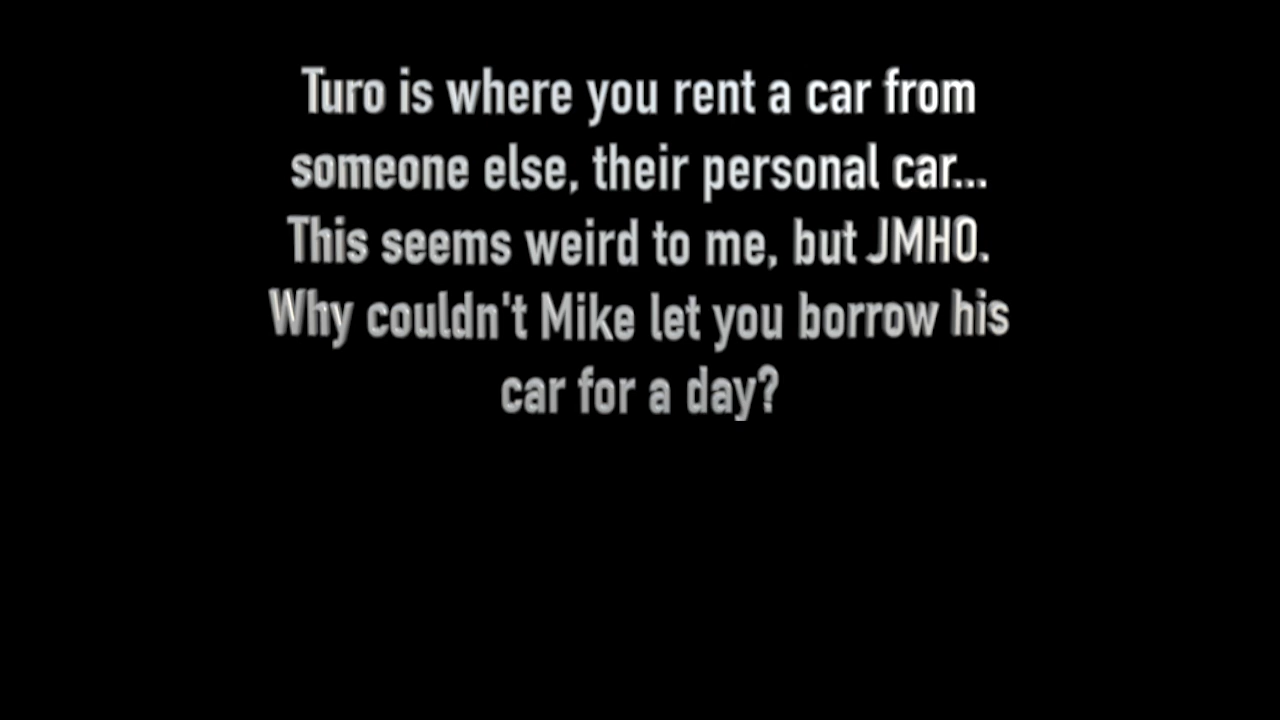 Turo is where you rent a car from
someone else, their personal car...
This seems weird to me, but JMHO.
Why couldn't Mike let you borrow his
car for a day?